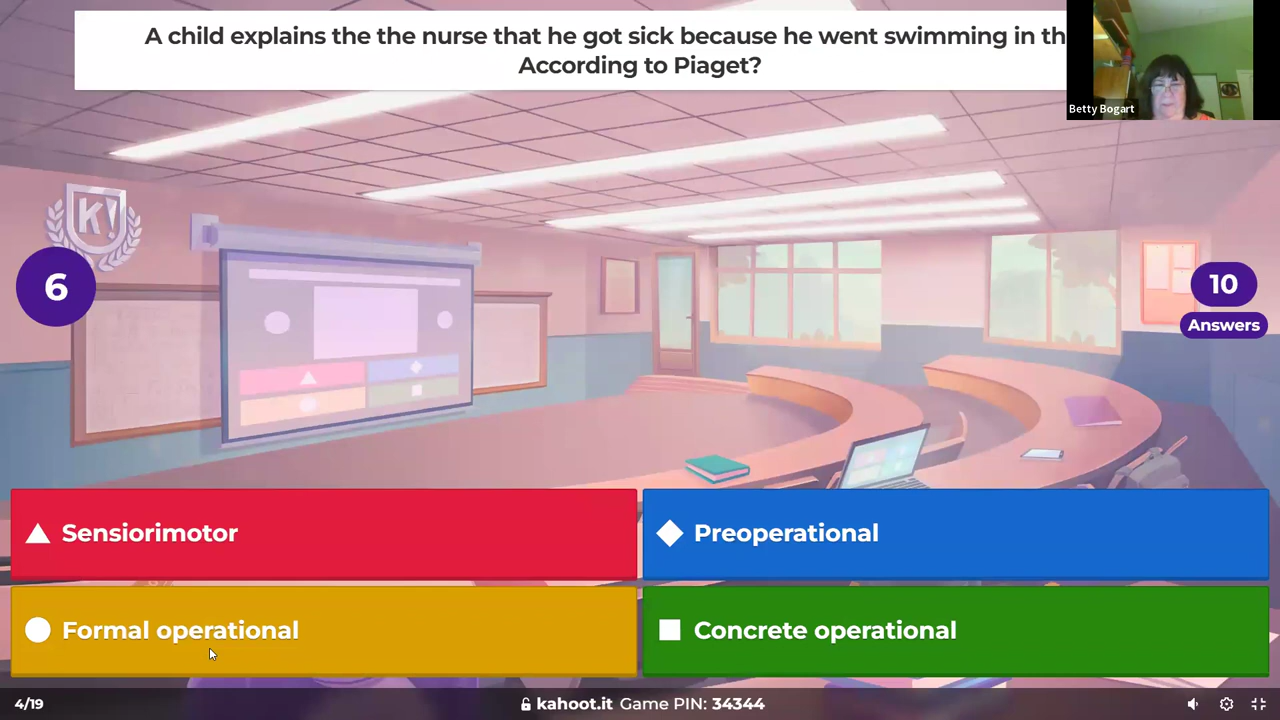 A child explains the the nurse that he got sick because he went swimming in th
According to Piaget?
Betty Bogart
K!
6
10
Answers
Sensiorimotor
Preoperational
Formal operational
Concrete operational
4/19
kahoot.it Game PIN: 34344